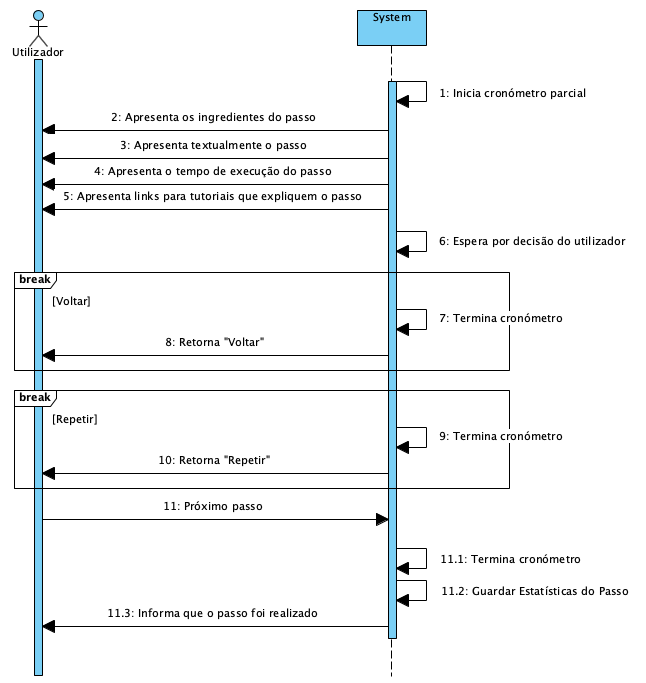 System
Utilizador
1: Inicia cronómetro parcial
2: Apresenta os ingredientes do passo
3: Apresenta textualmente o passo
4: Apresenta o tempo de execução do passo
5: Apresenta links para tutoriais que expliquem o passo
6: Espera por decisão do utilizador
break
[Voltar]
7: Termina cronómetro
8: Retorna "Voltar"
break
[Repetir]
9: Termina cronómetro
10: Retorna "Repetir"
11: Próximo passo
11.1: Termina cronómetro
11.2: Guardar Estatísticas do Passo
11.3: Informa que o passo foi realizado